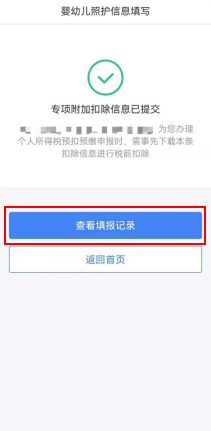 婴幼儿照护信息填写
专项附加扣除信息已提交
为您办理
个人所得税预扣预缴申报时，需事先下载本条
扣除信息进行税前扣除
查看填报记录
返回首页